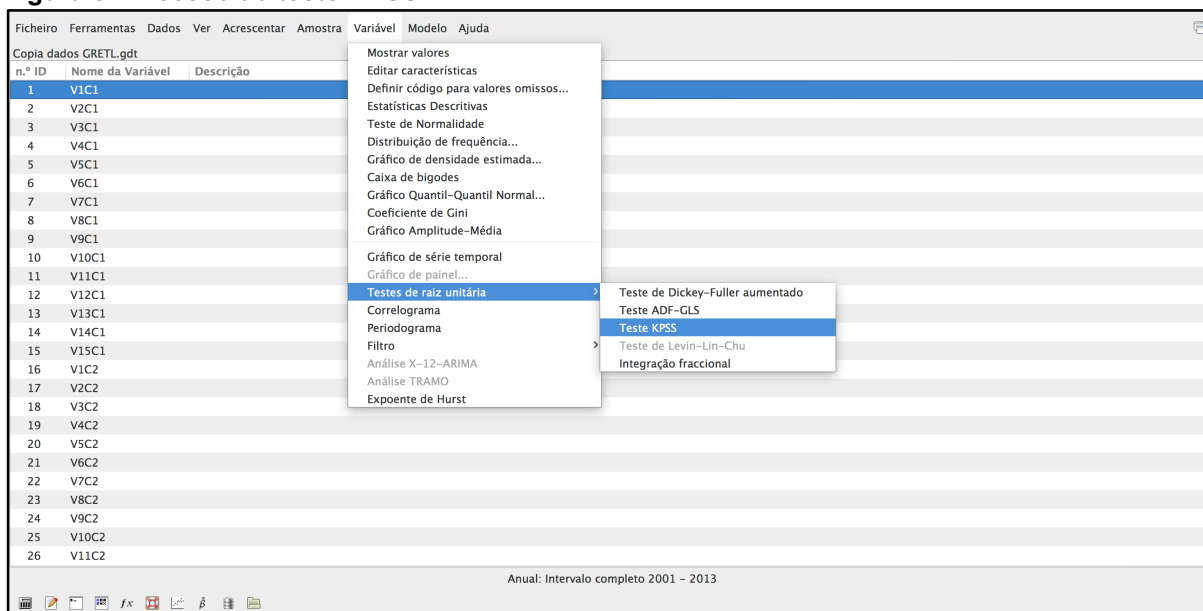 Ficheiro Ferramentas Dados Ver Acrescentar Amostra Variável Modelo Ajuda
Copia dados GRETL.gdt
n.º ID Nome da Variável Descrição
1 V1C1
2 V2C1
3 V3C1
4 V4C1
5 V5C1
6 V6C1
7 V7C1
8 V8C1
9 V9C1
10 V10C1
11 V11C1
12 V12C1
13 V13C1
14 V14C1
15 V15C1
16 V1C2
17 V2C2
18 V3C2
19 V4C2
20 V5C2
21 V6C2
22 V7C2
23 V8C2
24 V9C2
25 V10C2
26 V11C2
Mostrar valores
Editar características
Definir código para valores omissos...
Estatísticas Descritivas
Teste de Normalidade
Distribuição de frequência...
Gráfico de densidade estimada...
Caixa de bigodes
Gráfico Quantil-Quantil Normal...
Coeficiente de Gini
Gráfico Amplitude-Média
Gráfico de série temporal
Gráfico de painel...
Testes de raiz unitária
Correlograma
Periodograma
Filtro
Análise X-12-ARIMA
Análise TRAMO
Expoente de Hurst
Teste de Dickey-Fuller aumentado
Teste ADF-GLS
Teste KPSS
Teste de Levin-Lin-Chu
Integração fraccional
Anual: Intervalo completo 2001 - 2013
fx β̂